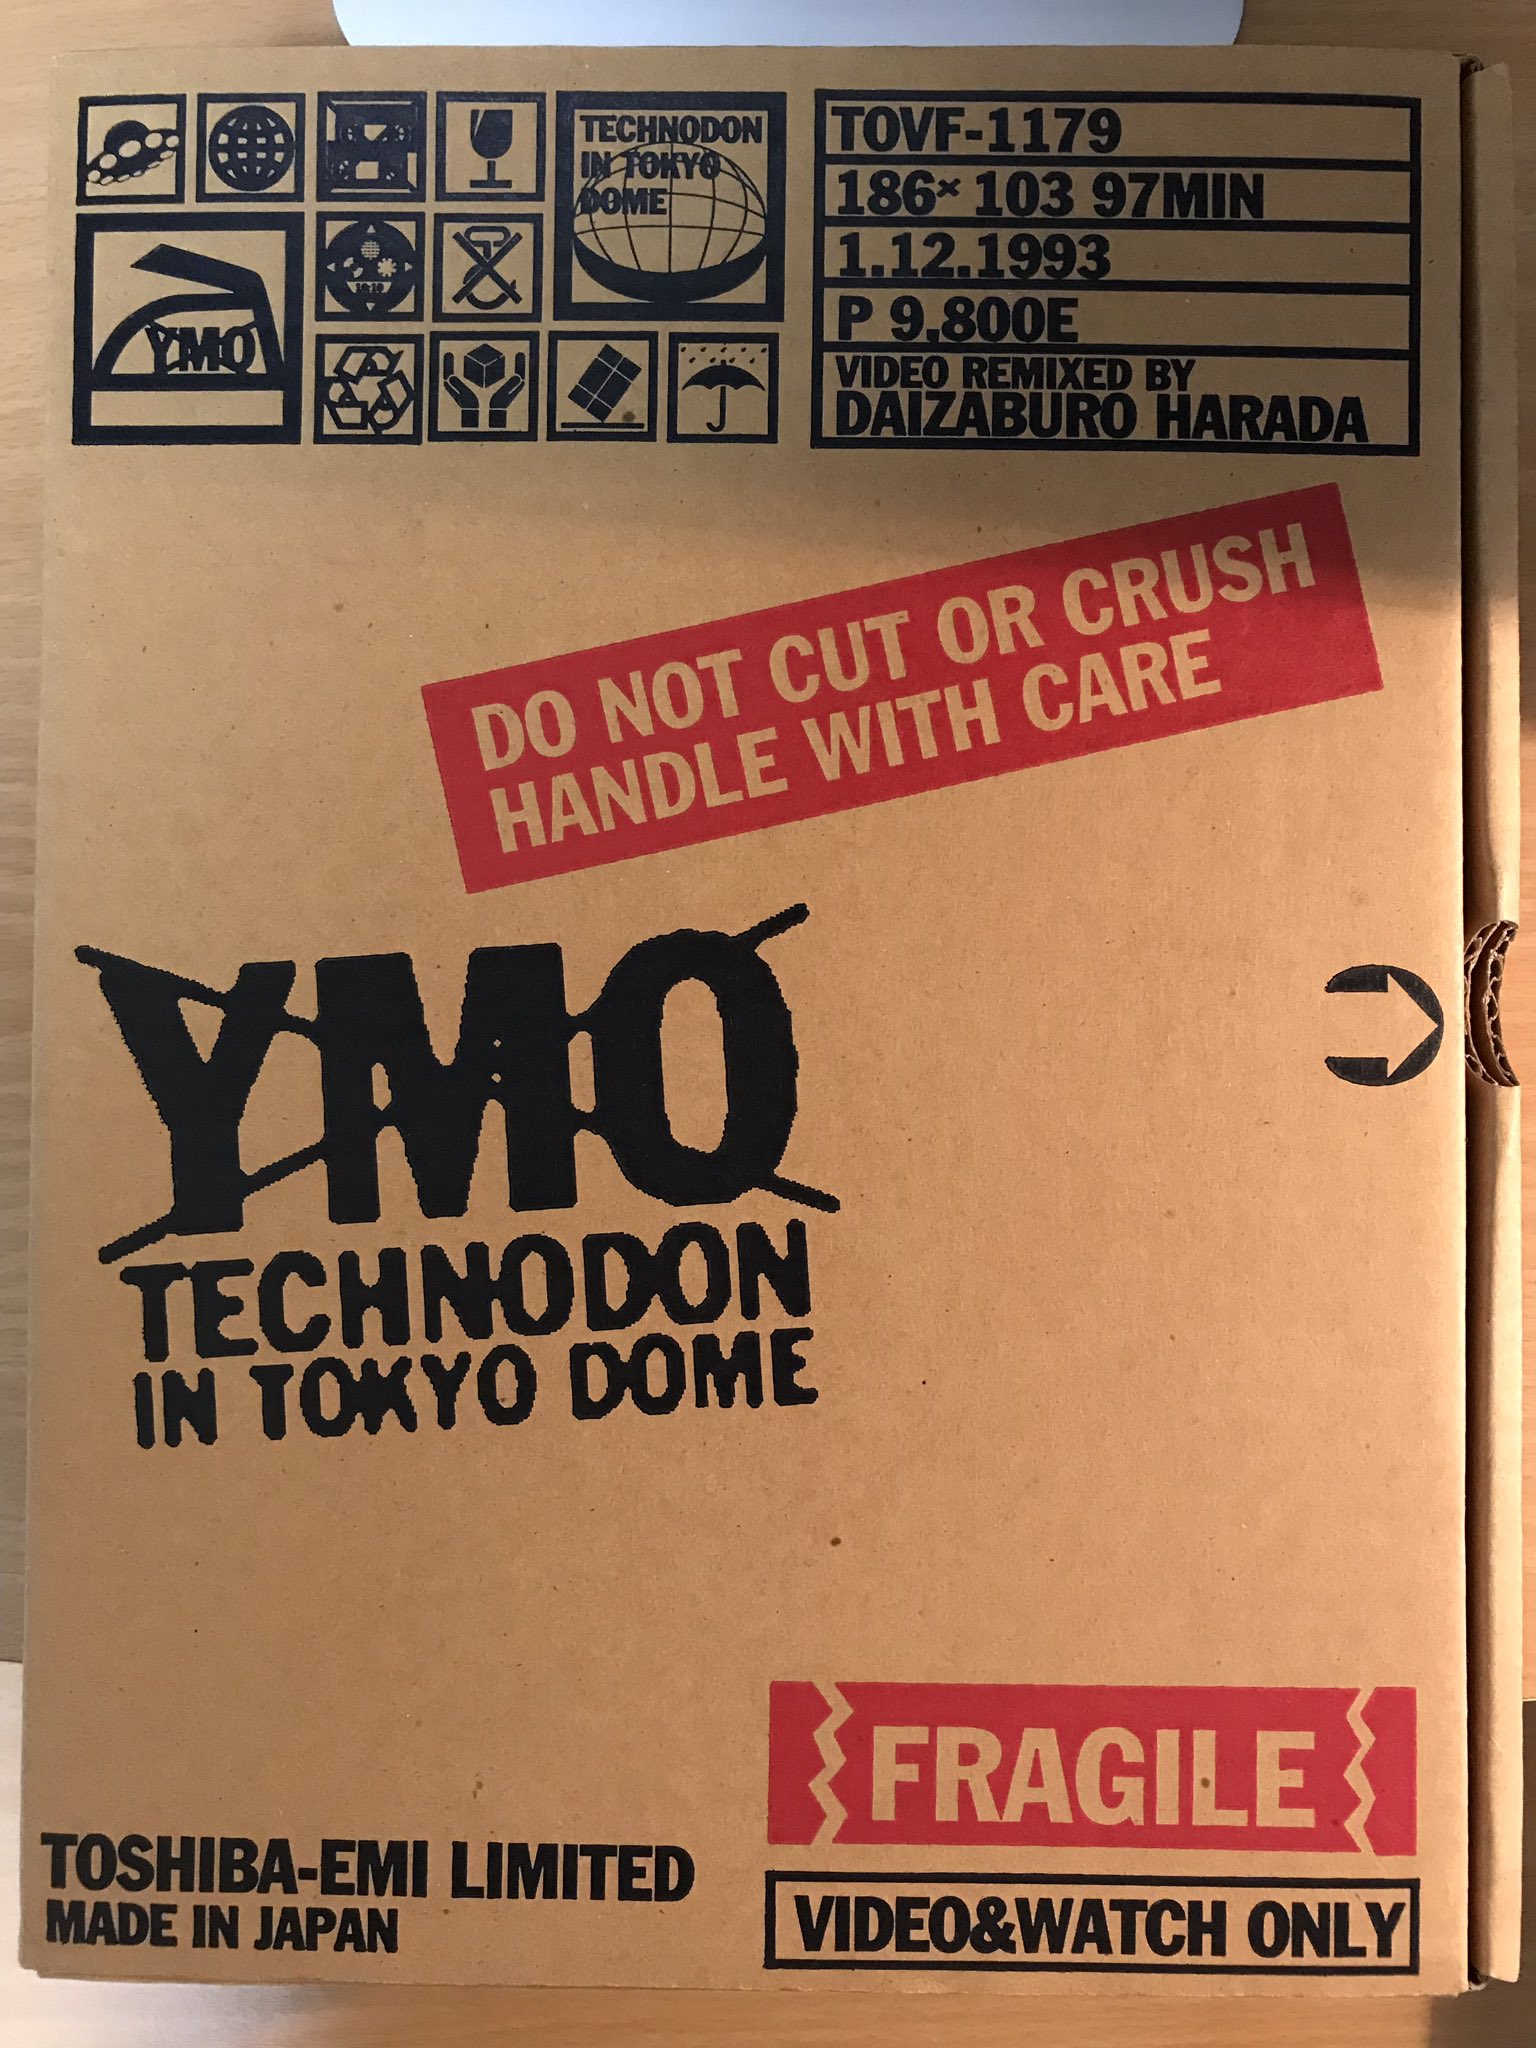 TECHNODON
IN TOKYO
DOME
YMO
10:10
TOVF-1179
186× 103 97MIN
1.12.1993
P 9,800E
VIDEO REMIXED BY
DAIZABURO HARADA
DO NOT CUT OR CRUSH
HANDLE WITH CARE
YMO
TECHNODON
IN TOKYO DOME
FRAGILE
TOSHIBA-EMI LIMITED
MADE IN JAPAN
VIDEO&WATCH ONLY